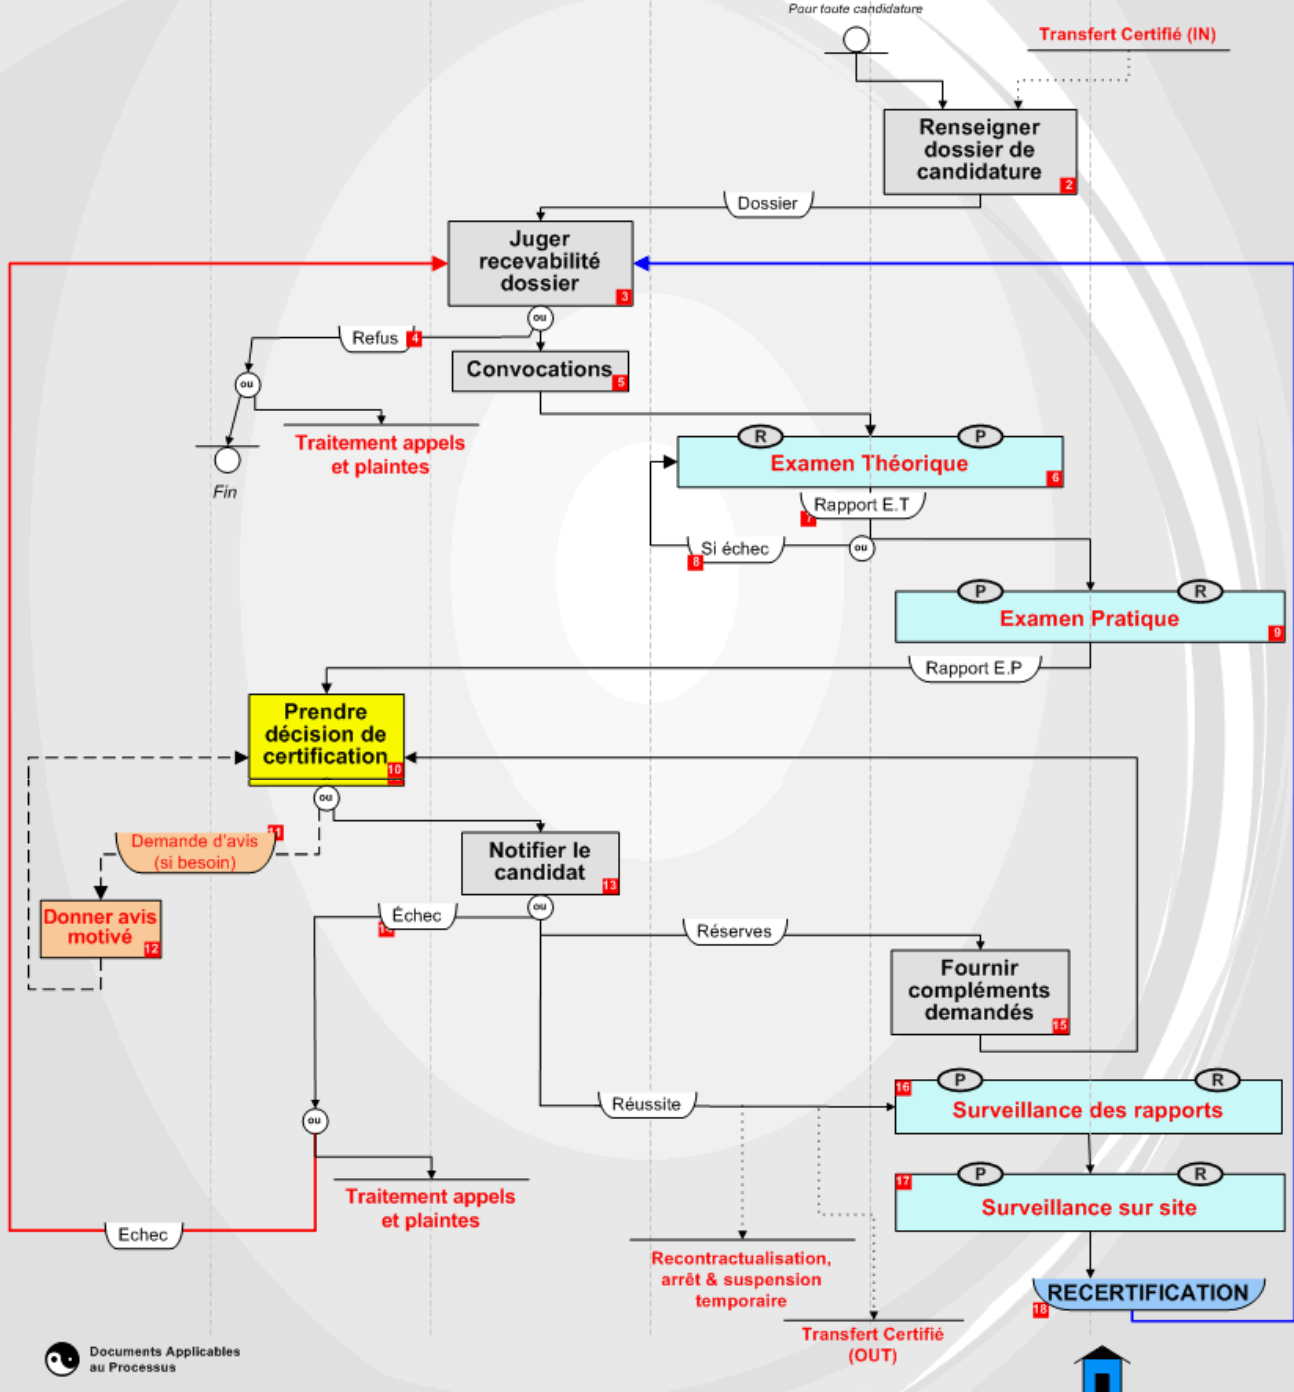 Pour toute candidature
Transfert Certifié (IN)
Renseigner
dossier de
candidature
2
Dossier
Juger
recevabilité
dossier
3
ou
Refus
4
Convocations
5
ou
Traitement appels
et plaintes
Fin
R
P
Examen Théorique
6
Rapport E.T
7
Si échec
8
ou
P
R
Examen Pratique
9
Rapport E.P
Prendre
décision de
certification
10
ou
Demande d'avis
(si besoin)
11
Notifier le
candidat
13
Donner avis
motivé
12
ou
Échec
14
Réserves
Fournir
compléments
demandés
15
P
R
16
Surveillance des rapports
Réussite
ou
P
R
17
Surveillance sur site
Traitement appels
et plaintes
Echec
Recontractualisation,
arrêt & suspension
temporaire
RECERTIFICATION
18
Transfert Certifié
(OUT)
Documents Applicables
au Processus